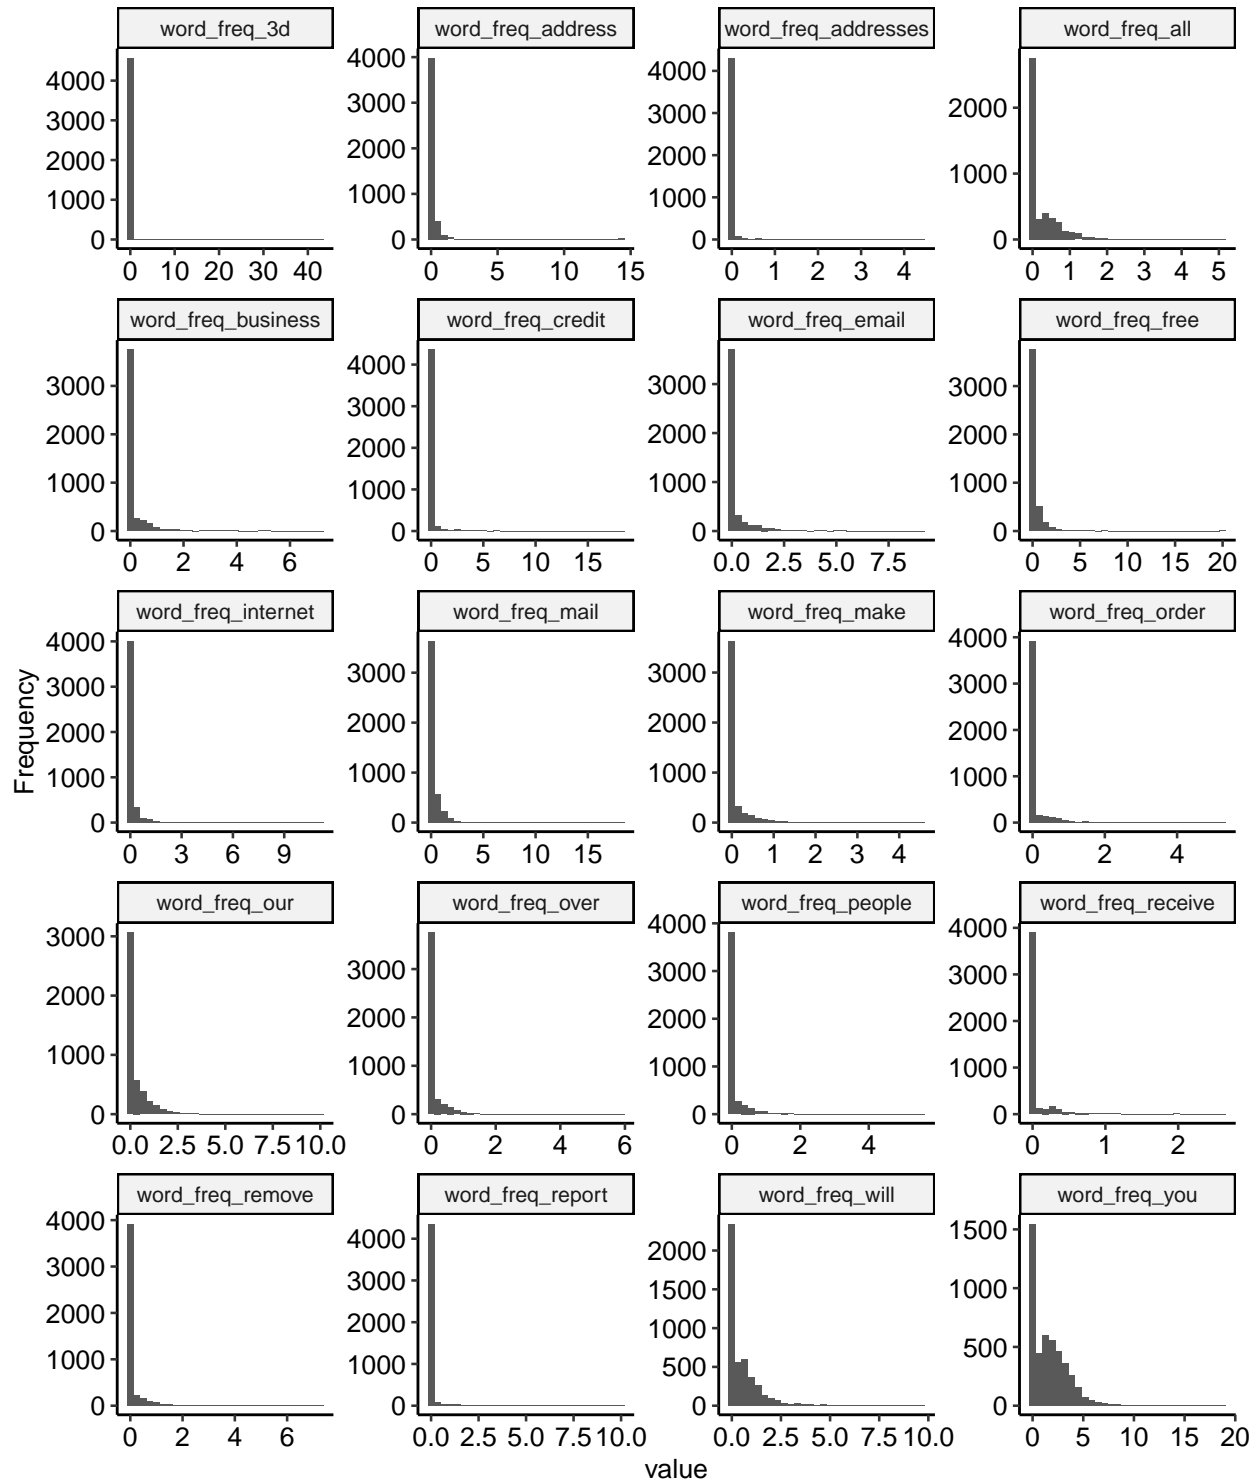 word_freq_3d word_freq_address word_freq_addresses word_freq_all
4000 3000 2000 1000 0
4000 3000 2000 1000 0
4000 3000 2000 1000 0
2000 1000 0
0 10 20 30 40
0 5 10 15
0 1 2 3 4
0 1 2 3 4 5
word_freq_business word_freq_credit word_freq_email word_freq_free
3000 2000 1000 0
4000 3000 2000 1000 0
3000 2000 1000 0
3000 2000 1000 0
0 2 4 6
0 5 10 15
0.0 2.5 5.0 7.5
0 5 10 15 20
word_freq_internet word_freq_mail word_freq_make word_freq_order
4000 3000 2000 1000 0
3000 2000 1000 0
3000 2000 1000 0
4000 3000 2000 1000 0
0 3 6 9
0 5 10 15
0 1 2 3 4
0 2 4
Frequency
word_freq_our word_freq_over word_freq_people word_freq_receive
3000 2000 1000 0
3000 2000 1000 0
4000 3000 2000 1000 0
4000 3000 2000 1000 0
0.0 2.5 5.0 7.5 10.0
0 2 4 6
0 2 4
0 1 2
word_freq_remove word_freq_report word_freq_will word_freq_you
4000 3000 2000 1000 0
4000 3000 2000 1000 0
2000 1500 1000 500 0
1500 1000 500 0
0 2 4 6
0.0 2.5 5.0 7.5 10.0
0.0 2.5 5.0 7.5 10.0
0 5 10 15 20
value